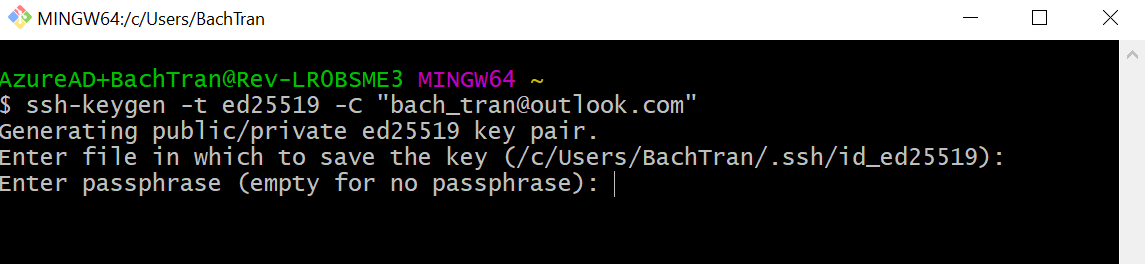 MINGW64:/c/Users/BachTran
AzureAD+BachTran@Rev-LR0BSME3 MINGW64 ~
$ ssh-keygen -t ed25519 -C "bach_tran@outlook.com"
Generating public/private ed25519 key pair.
Enter file in which to save the key (/c/Users/BachTran/.ssh/id_ed25519):
Enter passphrase (empty for no passphrase):